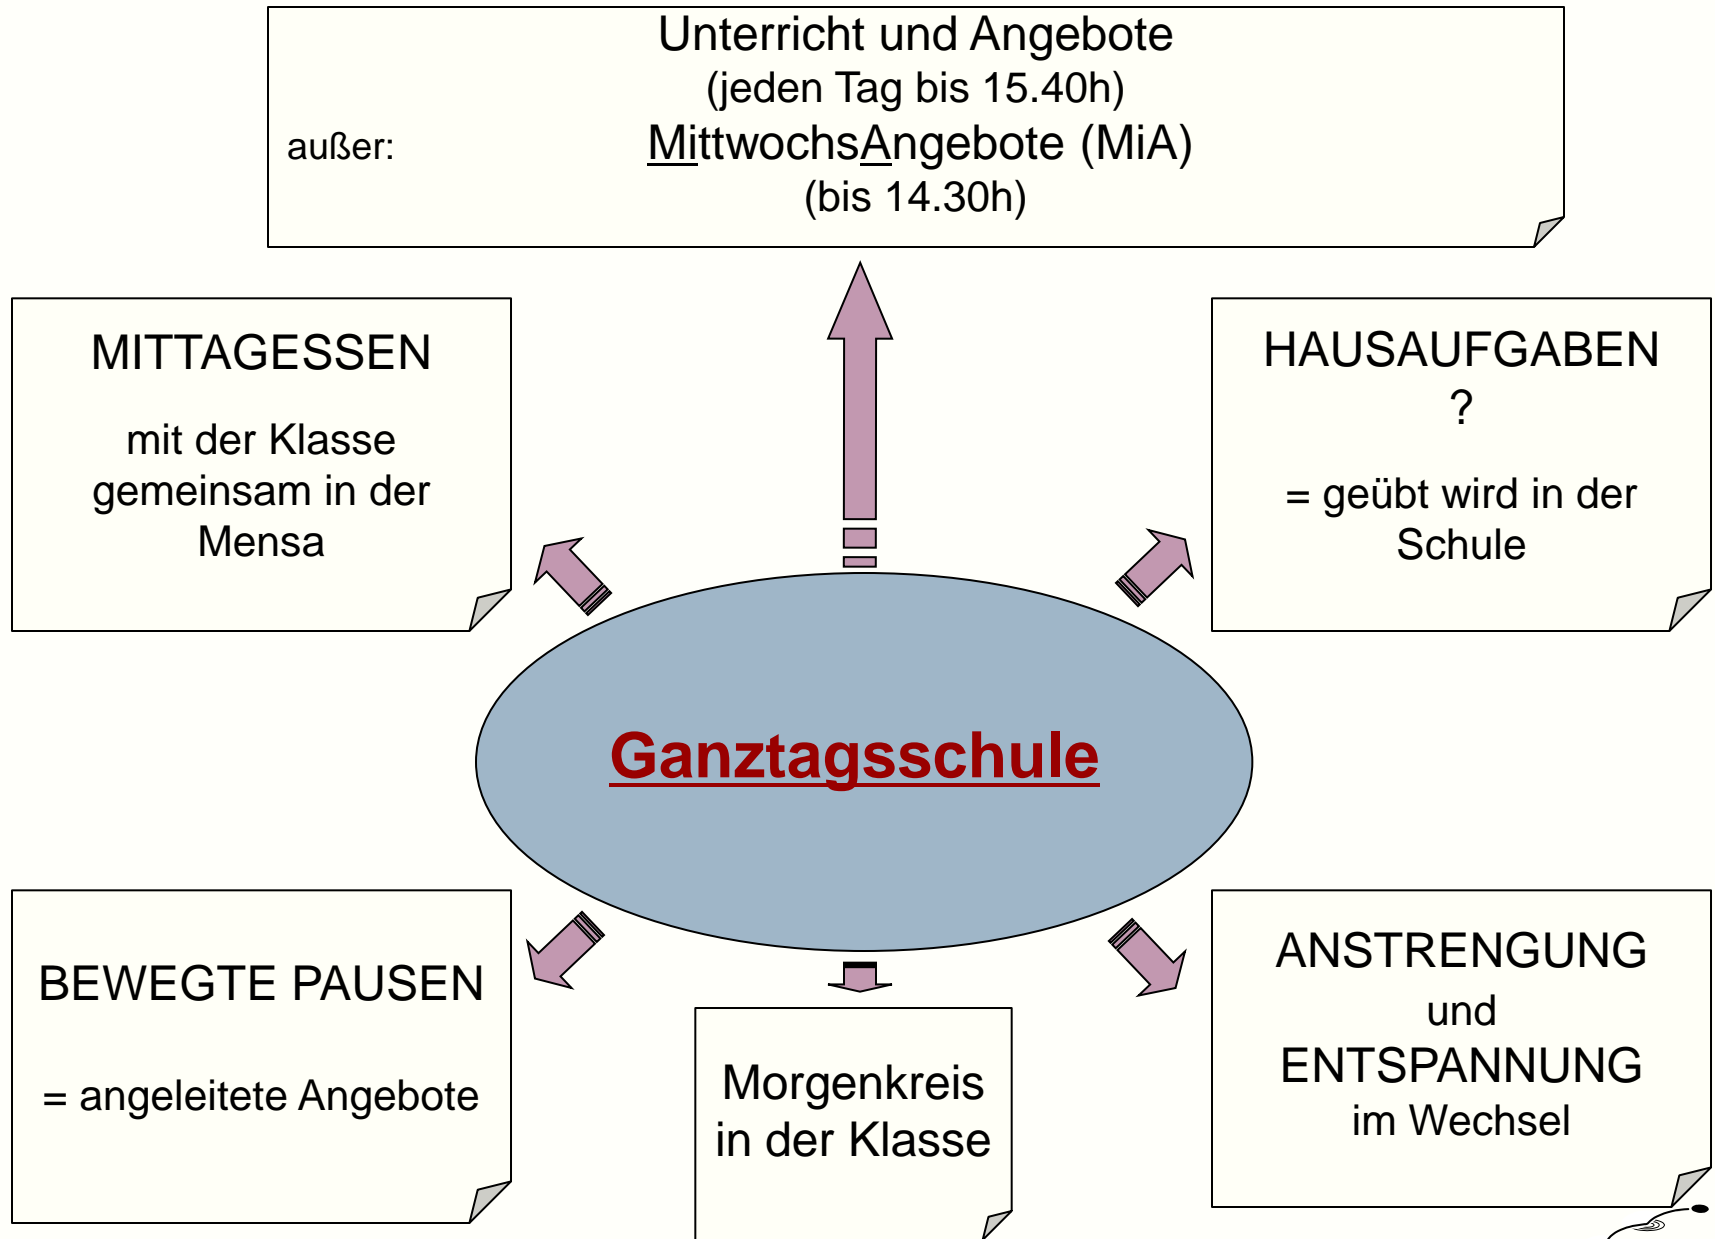 Unterricht und Angebote
(jeden Tag bis 15.40h)
außer: MittwochsAngebote (MiA)
(bis 14.30h)
MITTAGESSEN
mit der Klasse
gemeinsam in der
Mensa
HAUSAUFGABEN
?
= geübt wird in der
Schule
Ganztagsschule
BEWEGTE PAUSEN
= angeleitete Angebote
Morgenkreis
in der Klasse
ANSTRENGUNG
und
ENTSPANNUNG
im Wechsel